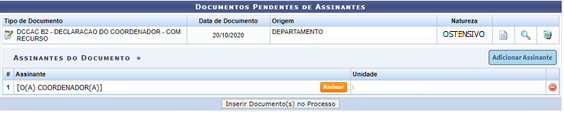 DOCUMENTOS PENDENTES DE ASSINANTES
Tipo de Documento Data de Documento Origem Natureza
DCCAC B2 - DECLARACAO DO COORDENADOR - COM RECURSO 20/10/2020 DEPARTAMENTO OSTENSIVO
ASSINANTES DO DOCUMENTO ★ Adicionar Assinante
# Assinante Unidade
1 [O(A) COORDENADOR(A)] Assinar
Inserir Documento(s) no Processo